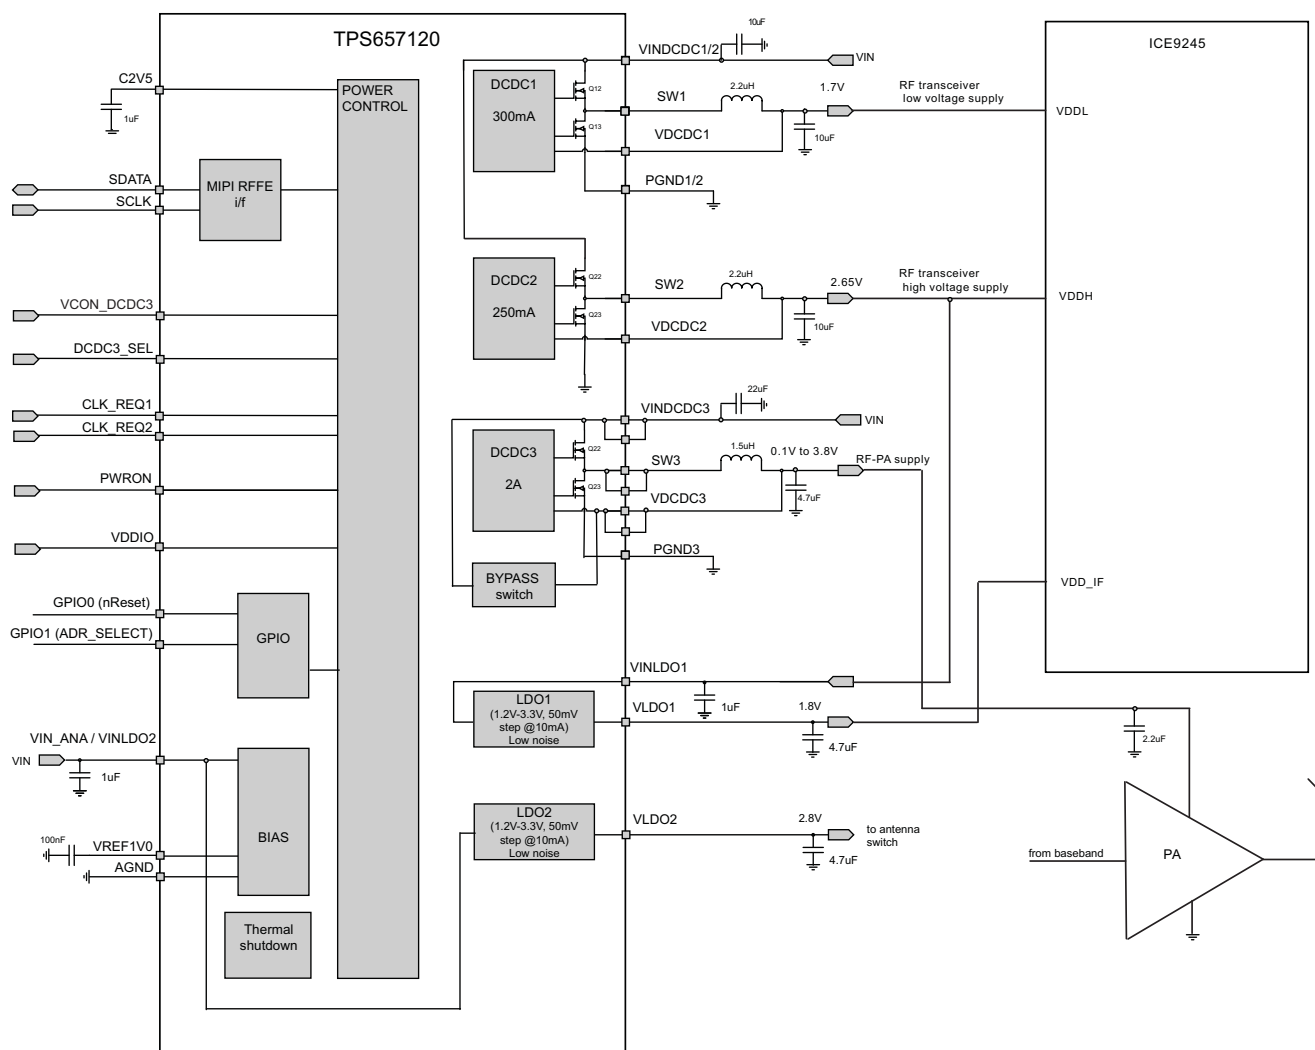 TPS657120
ICE9245
C2V5
1uF
POWER
CONTROL
SDATA
SCLK
MIPI RFFE
i/f
VCON_DCDC3
DCDC3_SEL
CLK_REQ1
CLK_REQ2
PWRON
VDDIO
GPIO0 (nReset)
GPIO1 (ADR_SELECT)
GPIO
VIN_ANA / VINLDO2
VIN
1uF
BIAS
100nF
VREF1V0
AGND
Thermal
shutdown
DCDC1
300mA
Q12
Q13
VINDCDC1/2
10uF
VIN
SW1
2.2uH
1.7V
RF transceiver
low voltage supply
VDDL
VDCDC1
10uF
PGND1/2
DCDC2
250mA
Q22
Q23
SW2
2.2uH
2.65V
RF transceiver
high voltage supply
VDDH
VDCDC2
10uF
VINDCDC3
22uF
VIN
DCDC3
2A
Q22
Q23
SW3
1.5uH
0.1V to 3.8V
RF-PA supply
VDCDC3
4.7uF
PGND3
BYPASS
switch
VDD_IF
VINLDO1
1uF
LDO1
(1.2V-3.3V, 50mV
step @10mA)
Low noise
VLDO1
1.8V
4.7uF
2.2uF
LDO2
(1.2V-3.3V, 50mV
step @10mA)
Low noise
VLDO2
2.8V
4.7uF
to antenna
switch
from baseband
PA